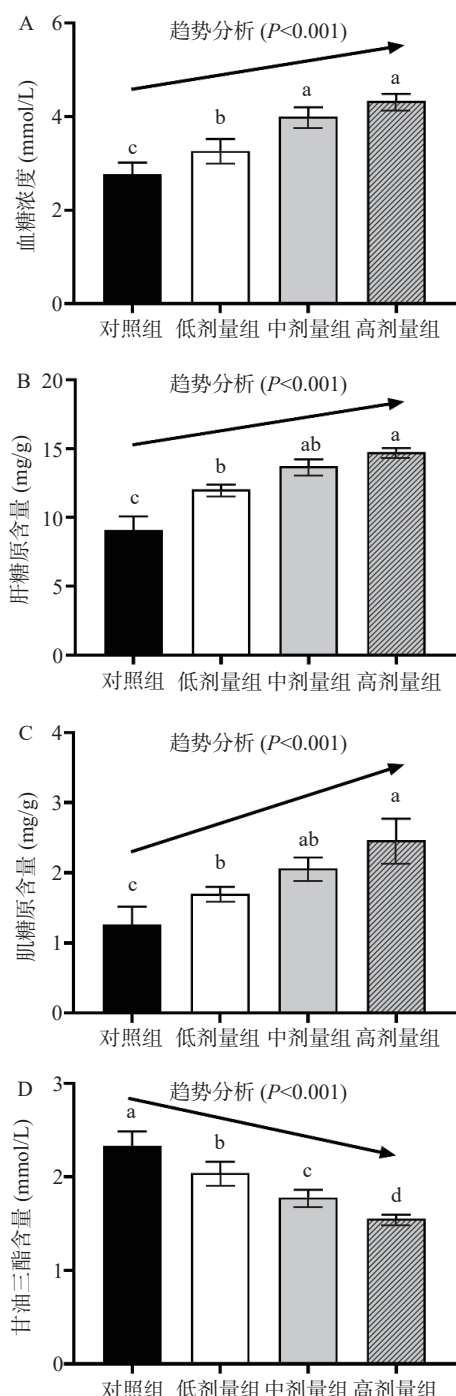 A
趋势分析 (P<0.001)
血糖浓度 (mmol/L)
6
4
2
0
c
b
a
a
对照组 低剂量组 中剂量组 高剂量组
B
趋势分析 (P<0.001)
肝糖原含量 (mg/g)
20
15
10
5
0
c
b
ab
a
对照组 低剂量组 中剂量组 高剂量组
C
趋势分析 (P<0.001)
肌糖原含量 (mg/g)
4
3
2
1
0
c
b
ab
a
对照组 低剂量组 中剂量组 高剂量组
D
趋势分析 (P<0.001)
甘油三酯含量 (mmol/L)
3
2
1
0
a
b
c
d
对照组 低剂量组 中剂量组 高剂量组